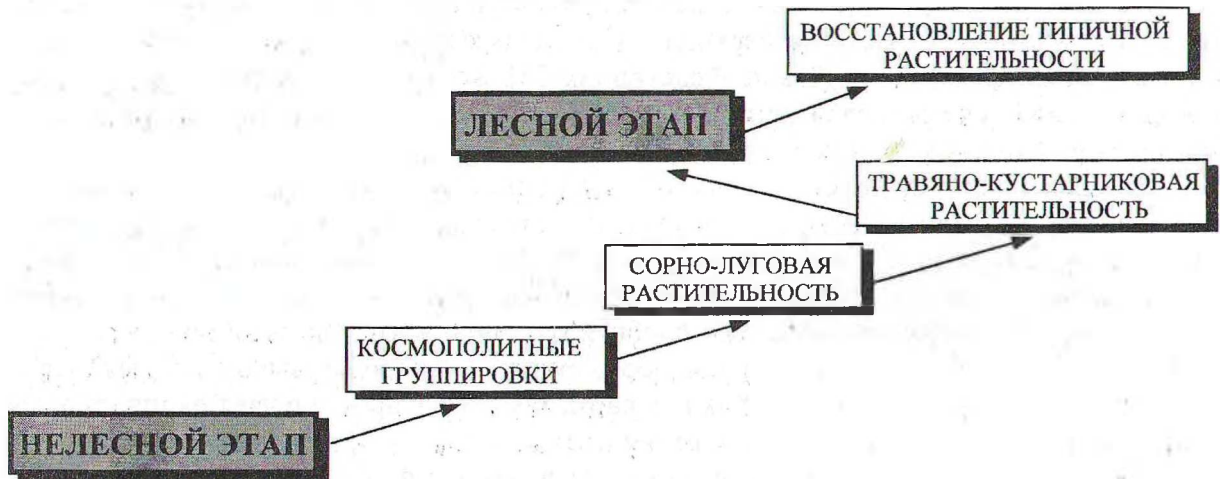 ВОССТАНОВЛЕНИЕ ТИПИЧНОЙ
РАСТИТЕЛЬНОСТИ
ЛЕСНОЙ ЭТАП
ТРАВЯНО-КУСТАРНИКОВАЯ
РАСТИТЕЛЬНОСТЬ
СОРНО-ЛУГОВАЯ
РАСТИТЕЛЬНОСТЬ
КОСМОПОЛИТНЫЕ
ГРУППИРОВКИ
НЕЛЕСНОЙ ЭТАП